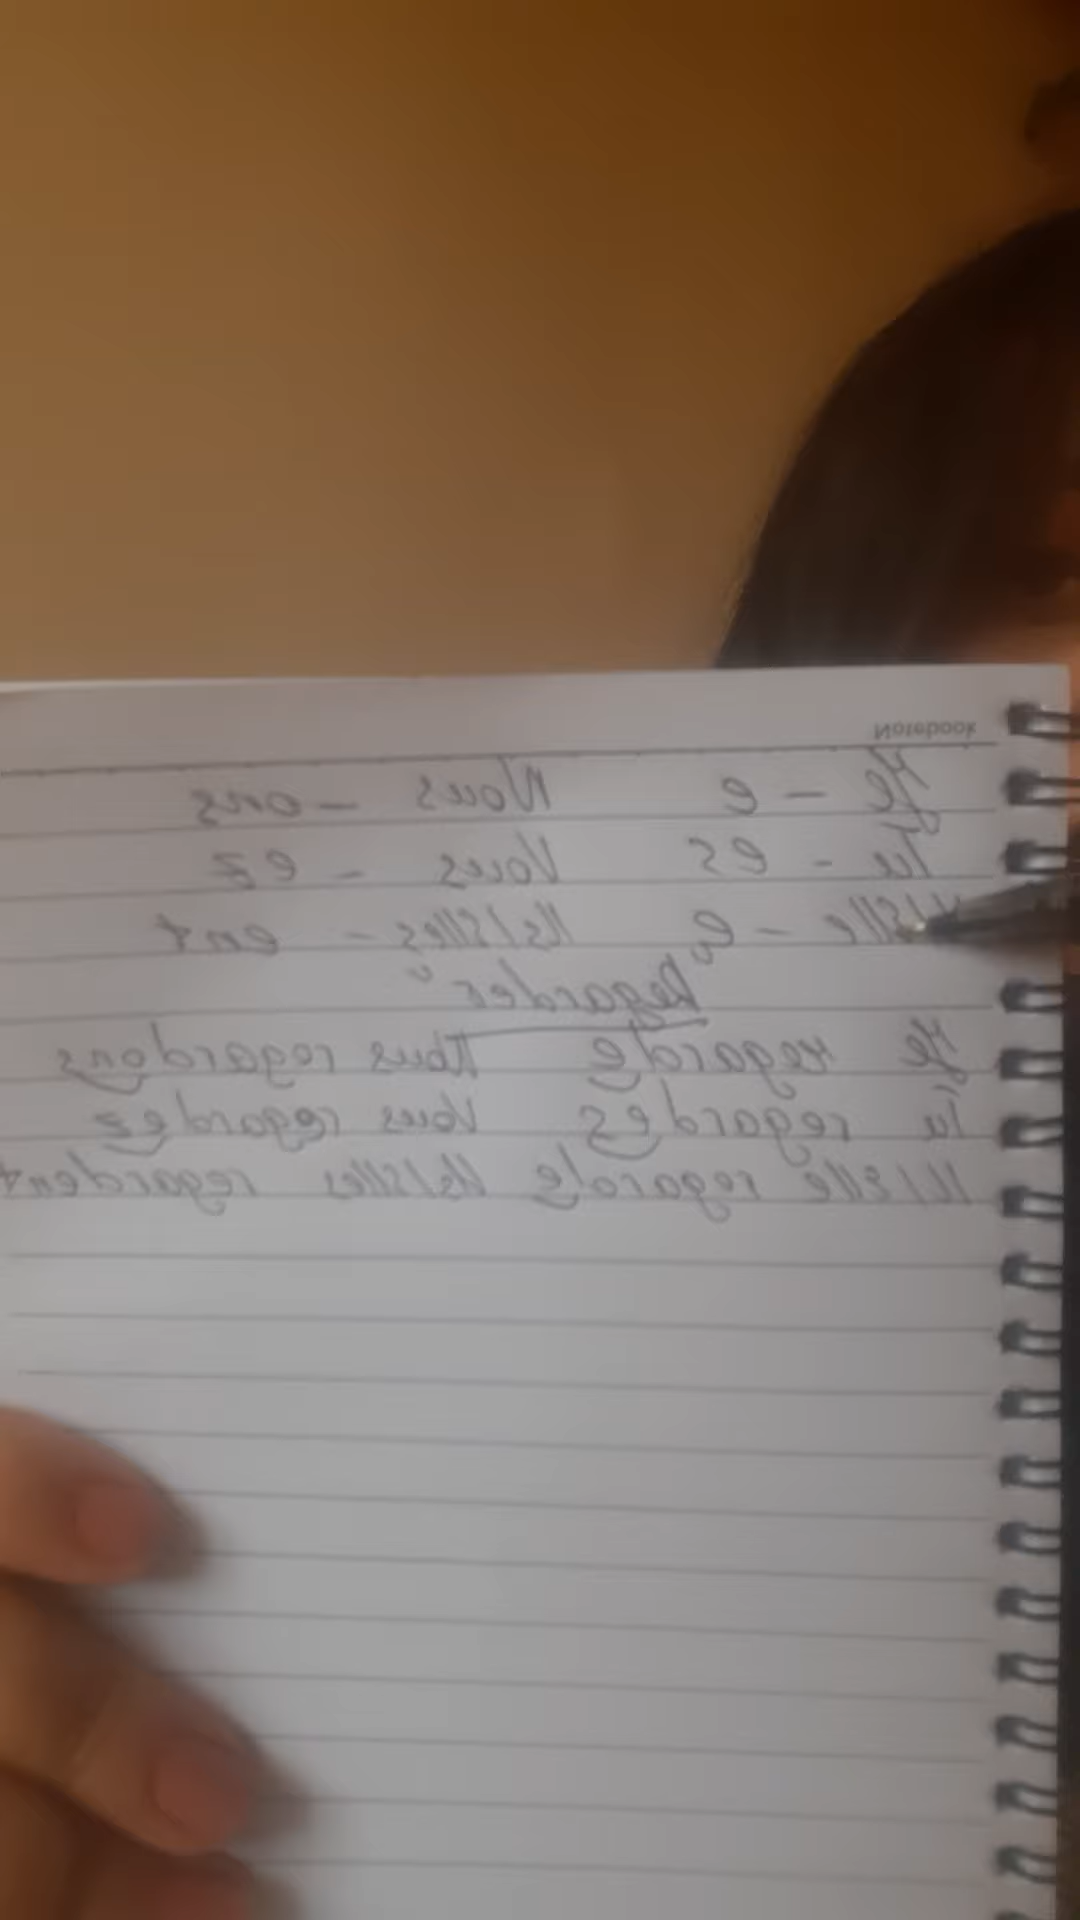 Notebook
Je - e Nous - ons
Tu - es Vous - ez
Il/Elle - e Ils/Elles - ent
"Regarder"
Je regarde Nous regardons
Tu regardes Vous regardez
Il/Elle regarde Ils/Elles regardent